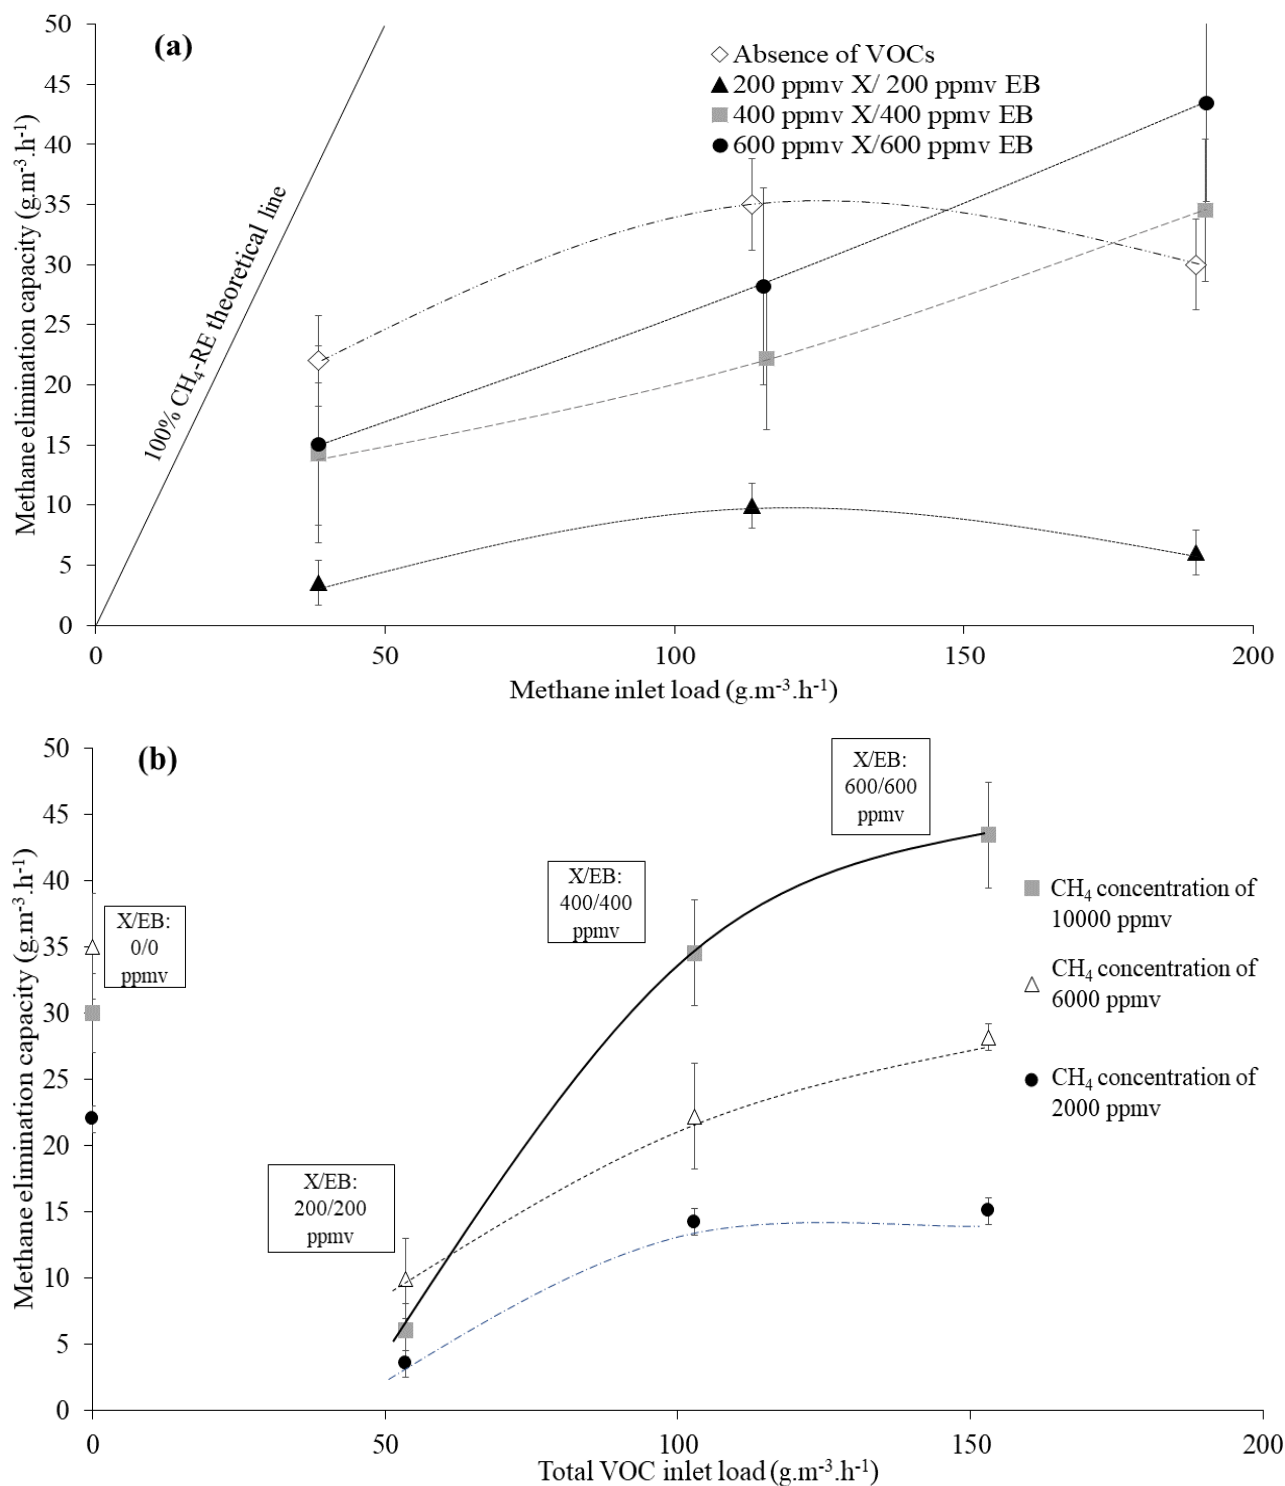 (a)
Absence of VOCs
200 ppmv X/ 200 ppmv EB
400 ppmv X/400 ppmv EB
600 ppmv X/600 ppmv EB
100% CH₄-RE theoretical line
Methane elimination capacity (g.m⁻³.h⁻¹)
50
45
40
35
30
25
20
15
10
5
0
0
50
100
150
200
Methane inlet load (g.m⁻³.h⁻¹)
(b)
X/EB:
600/600
ppmv
X/EB:
400/400
ppmv
X/EB:
0/0
ppmv
X/EB:
200/200
ppmv
CH₄ concentration of
10000 ppmv
CH₄ concentration of
6000 ppmv
CH₄ concentration of
2000 ppmv
Methane elimination capacity (g.m⁻³.h⁻¹)
50
45
40
35
30
25
20
15
10
5
0
0
50
100
150
200
Total VOC inlet load (g.m⁻³.h⁻¹)